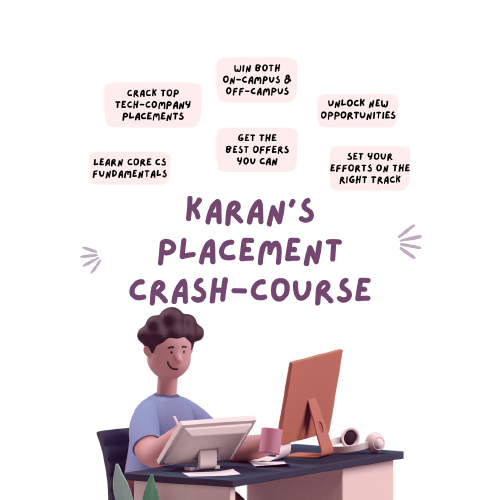 WIN BOTH
ON-CAMPUS &
OFF-CAMPUS
CRACK TOP
TECH-COMPANY
PLACEMENTS
UNLOCK NEW
OPPORTUNITIES
GET THE
BEST OFFERS
YOU CAN
LEARN CORE CS
FUNDAMENTALS
SET YOUR
EFFORTS ON THE
RIGHT TRACK
KARAN'S
PLACEMENT
CRASH-COURSE